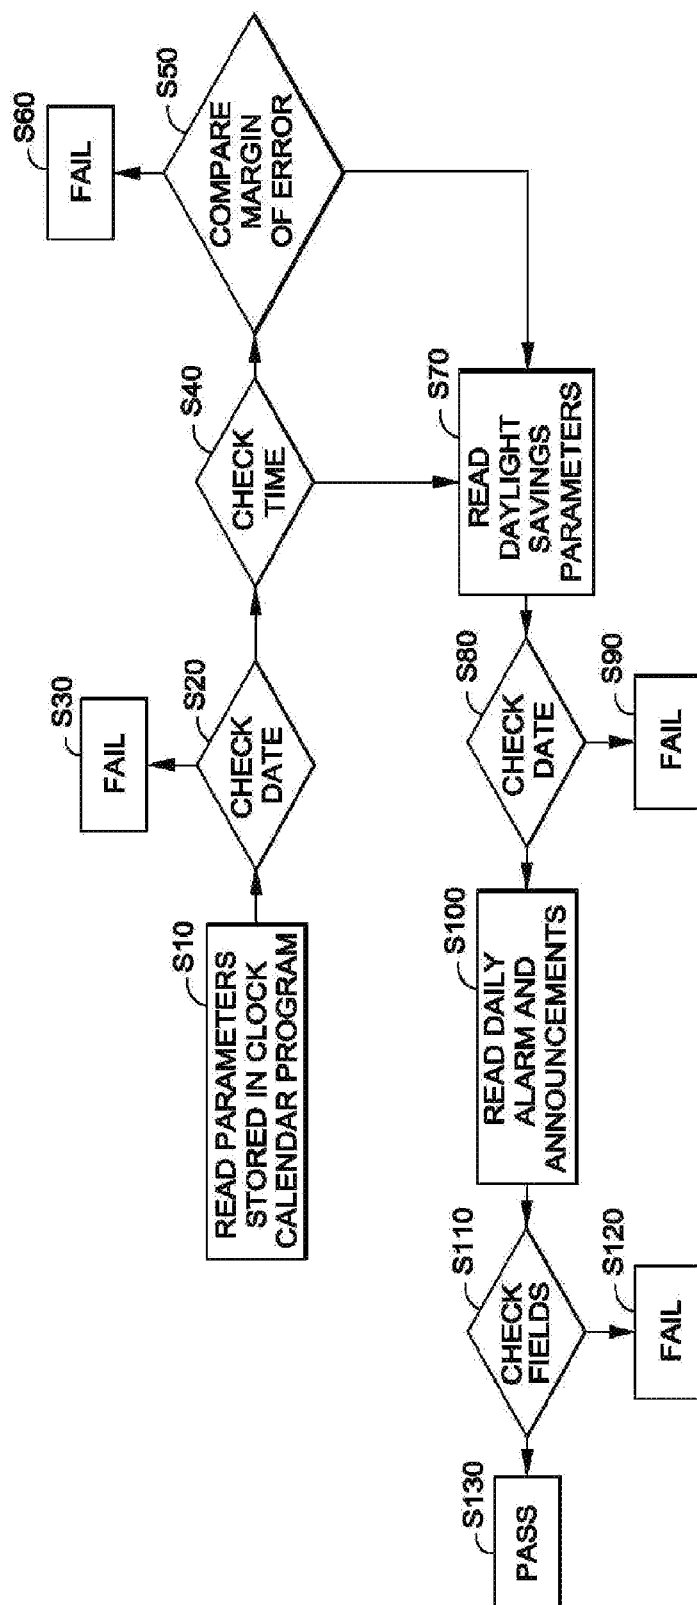 S10
READ PARAMETERS
STORED IN CLOCK
CALENDAR PROGRAM
S20
CHECK
DATE
S30
FAIL
S40
CHECK
TIME
S50
COMPARE
MARGIN
OF ERROR
S60
FAIL
S70
READ
DAYLIGHT
SAVINGS
PARAMETERS
S80
CHECK
DATE
S90
FAIL
S100
READ DAILY
ALARM AND
ANNOUNCEMENTS
S110
CHECK
FIELDS
S120
FAIL
S130
PASS